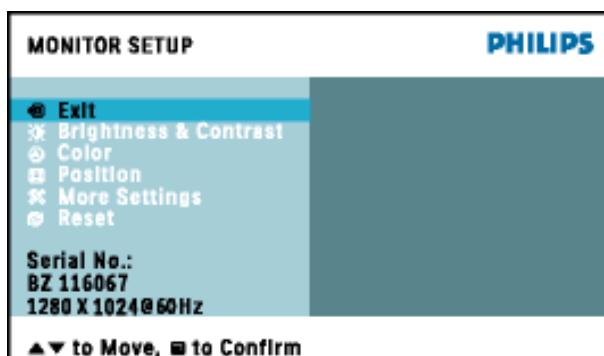 MONITOR SETUP
PHILIPS
Exit
Brightness & Contrast
Color
Position
More Settings
Reset
Serial No.:
BZ 116067
1280 X 1024@60Hz
▲▼ to Move, to Confirm